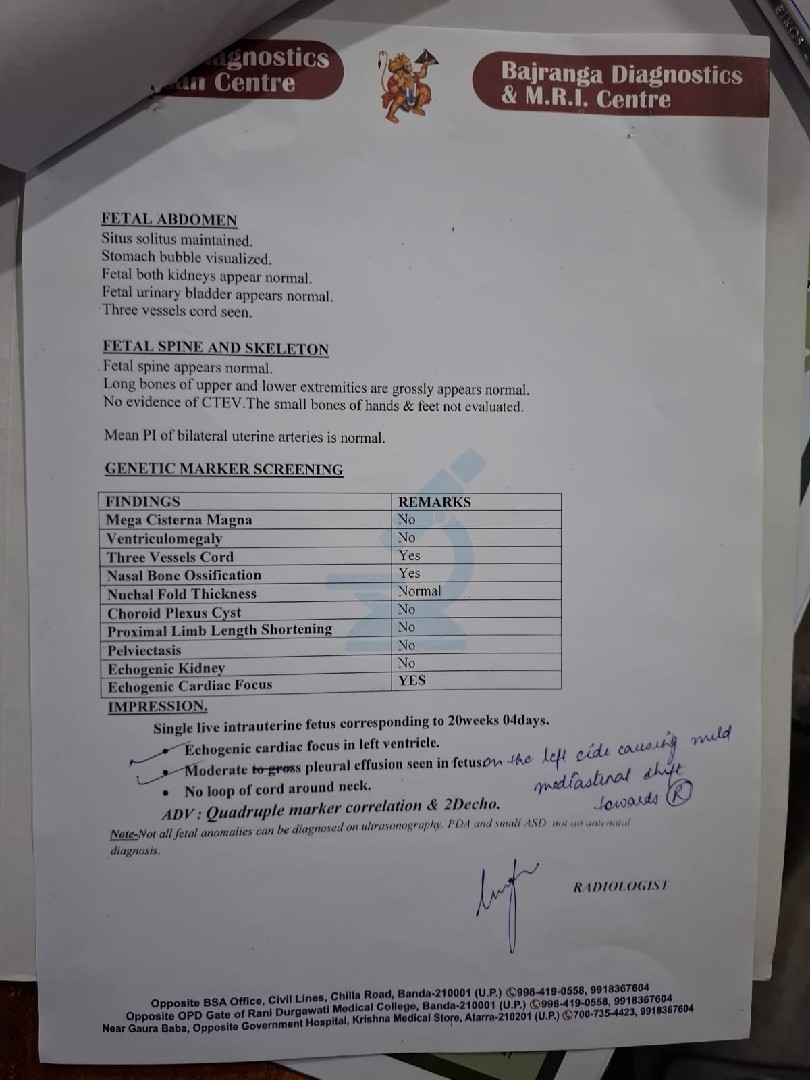 agnostics
an Centre
Bajranga Diagnostics
& M.R.I. Centre
FETAL ABDOMEN
Situs solitus maintained.
Stomach bubble visualized.
Fetal both kidneys appear normal.
Fetal urinary bladder appears normal.
Three vessels cord seen.
FETAL SPINE AND SKELETON
Fetal spine appears normal.
Long bones of upper and lower extremities are grossly appears normal.
No evidence of CTEV.The small bones of hands & feet not evaluated.
Mean PI of bilateral uterine arteries is normal.
GENETIC MARKER SCREENING
FINDINGS REMARKS
Mega Cisterna Magna No
Ventriculomegaly No
Three Vessels Cord Yes
Nasal Bone Ossification Yes
Nuchal Fold Thickness Normal
Choroid Plexus Cyst No
Proximal Limb Length Shortening No
Pelviectasis No
Echogenic Kidney No
Echogenic Cardiac Focus YES
IMPRESSION.
Single live intrauterine fetus corresponding to 20weeks 04days.
• Echogenic cardiac focus in left ventricle.
• Moderate to gross pleural effusion seen in fetus on the left side causing mild
mediastinal shift
towards R
• No loop of cord around neck.
ADV : Quadruple marker correlation & 2Decho.
Note-Not all fetal anomalies can be diagnosed on ultrasonography. PDA and small ASD not an antenatal
diagnosis.
RADIOLOGIST
Opposite BSA Office, Civil Lines, Chilla Road, Banda-210001 (U.P.) 998-419-0558, 9918367604
Opposite OPD Gate of Rani Durgawati Medical College, Banda-210001 (U.P.) 998-419-0558, 9918367604
Near Gaura Baba, Opposite Government Hospital, Krishna Medical Store, Atarra-210201 (U.P.) 700-735-4423, 9918367604